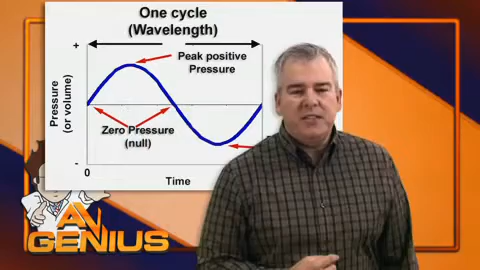 One cycle
(Wavelength)
+
Peak positive
Pressure
Pressure
(or volume)
Zero Pressure
(null)
-
0
Time
AV
GENIUS